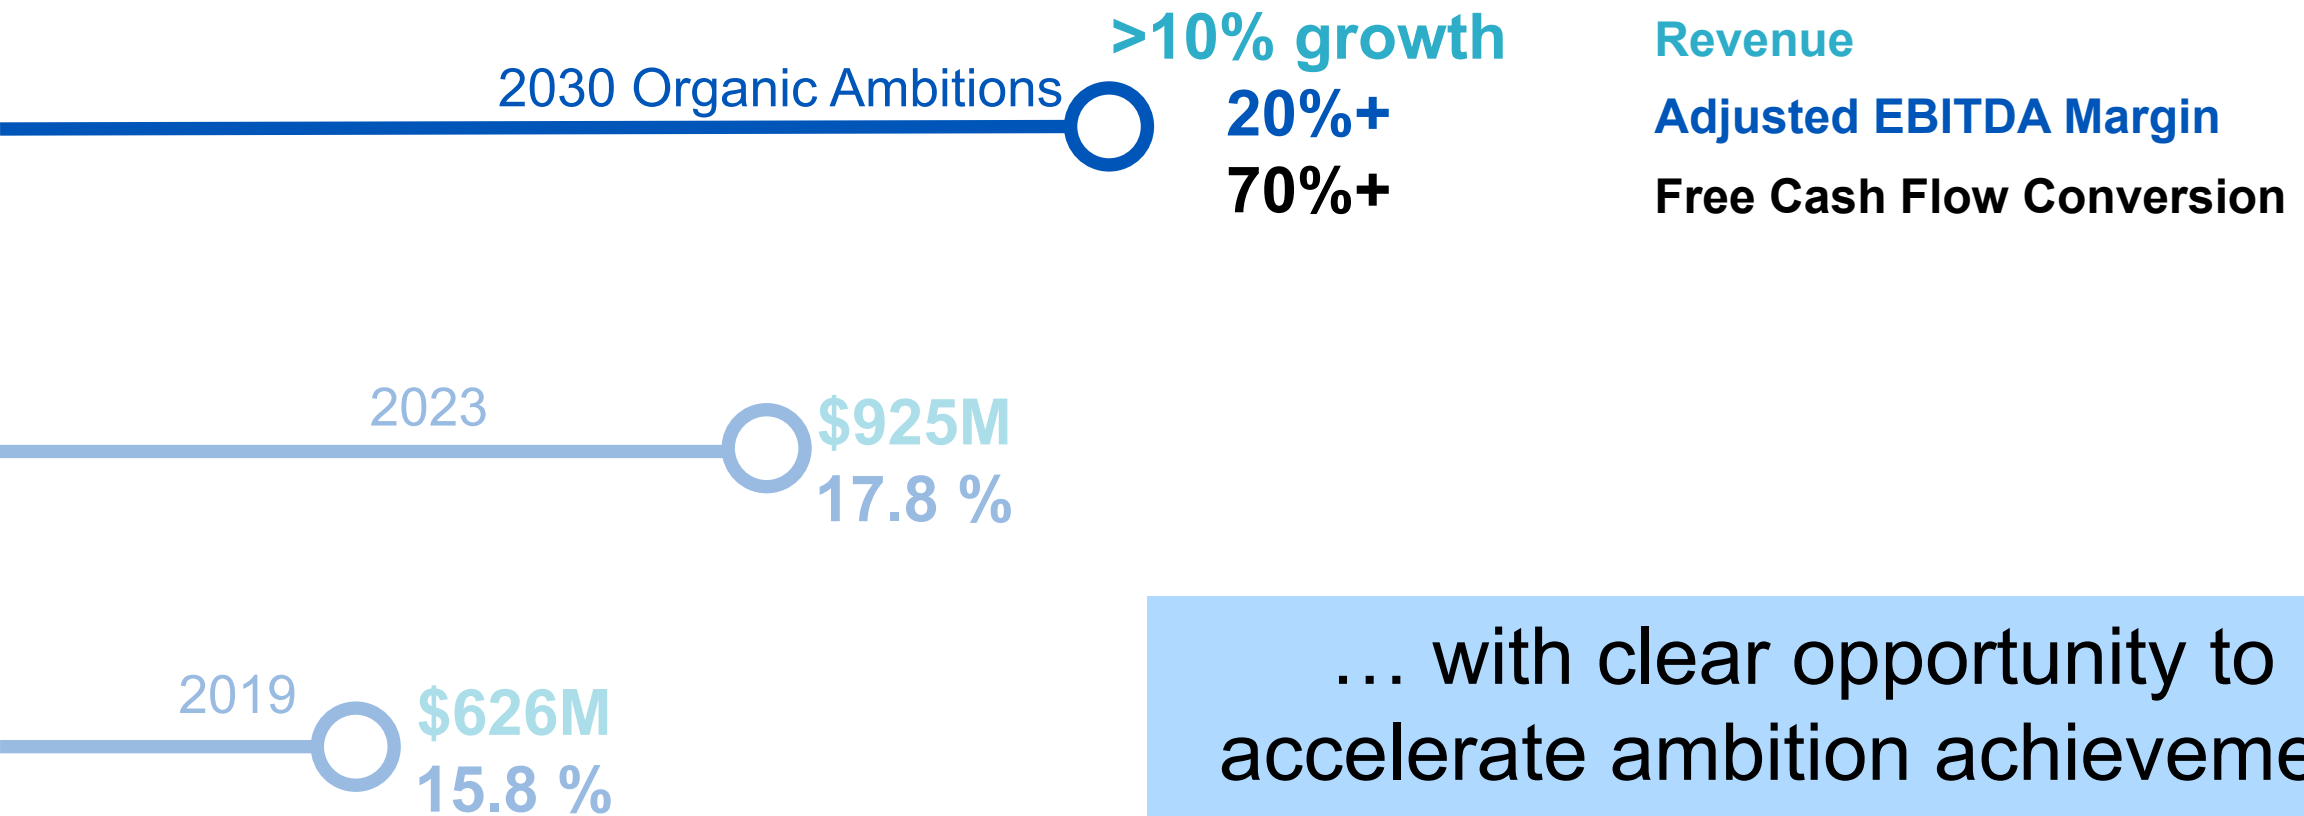 >10% growth Revenue
2030 Organic Ambitions
20%+ Adjusted EBITDA Margin
70%+ Free Cash Flow Conversion
2023
$925M
17.8 %
2019
$626M
15.8 %
… with clear opportunity to
accelerate ambition